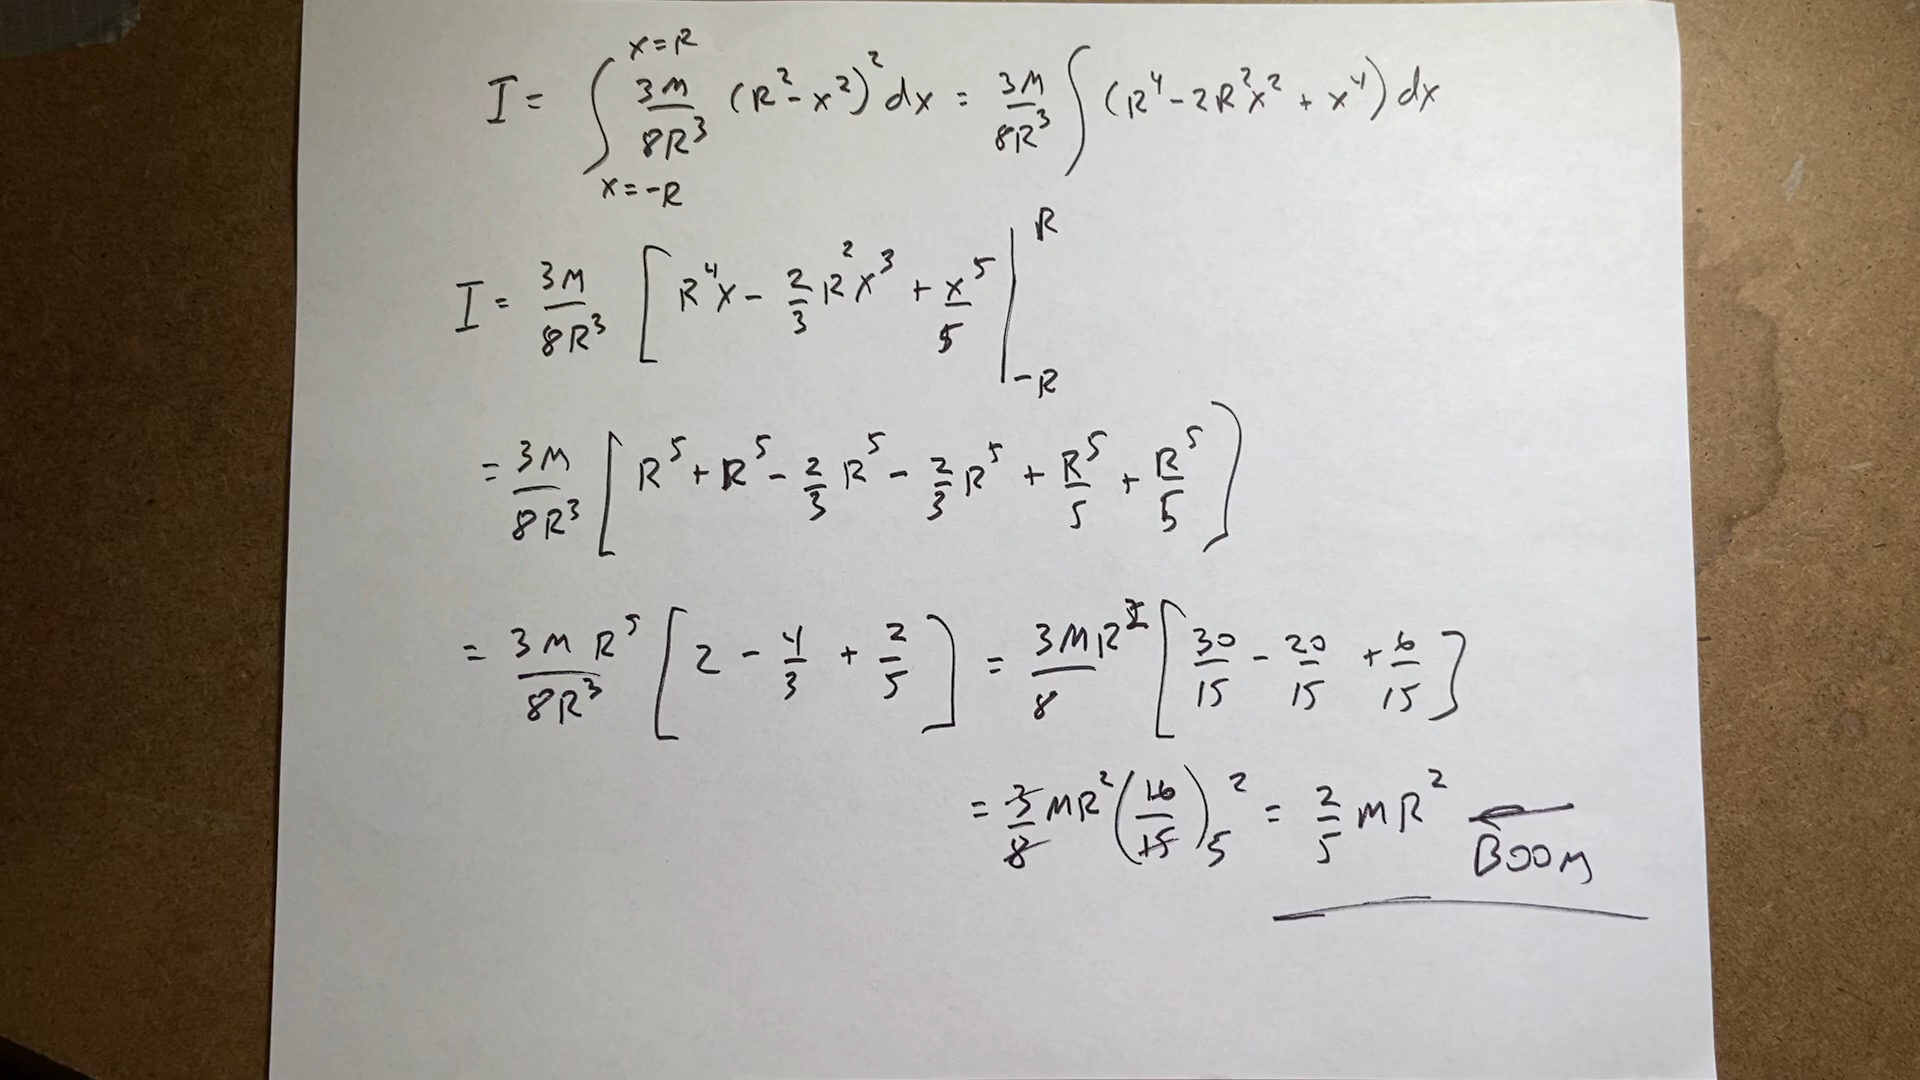 I = ∫_{x=-R}^{x=R} 3M/8R³ (R² - x²)² dx = 3M/8R³ ∫ (R⁴ - 2R²x² + x⁴) dx
I = 3M/8R³ [ R⁴x - 2/3 R²x³ + x⁵/5 |_{-R}^{R}
= 3M/8R³ [ R⁵ + R⁵ - 2/3 R⁵ - 2/3 R⁵ + R⁵/5 + R⁵/5 ]
= 3MR⁵/8R³ [ 2 - 4/3 + 2/5 ] = 3MR²/8 [ 30/15 - 20/15 + 6/15 ]
= 3/8 MR² (16/15) 2 5 = 2/5 MR² ←
BOOM